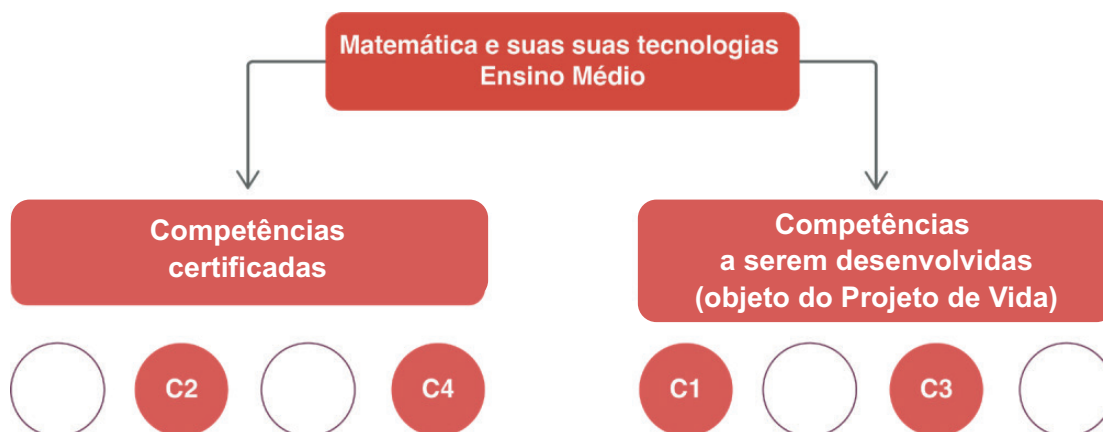 Matemática e suas suas tecnologias
Ensino Médio
Competências
certificadas
Competências
a serem desenvolvidas
(objeto do Projeto de Vida)
C2
C4
C1
C3